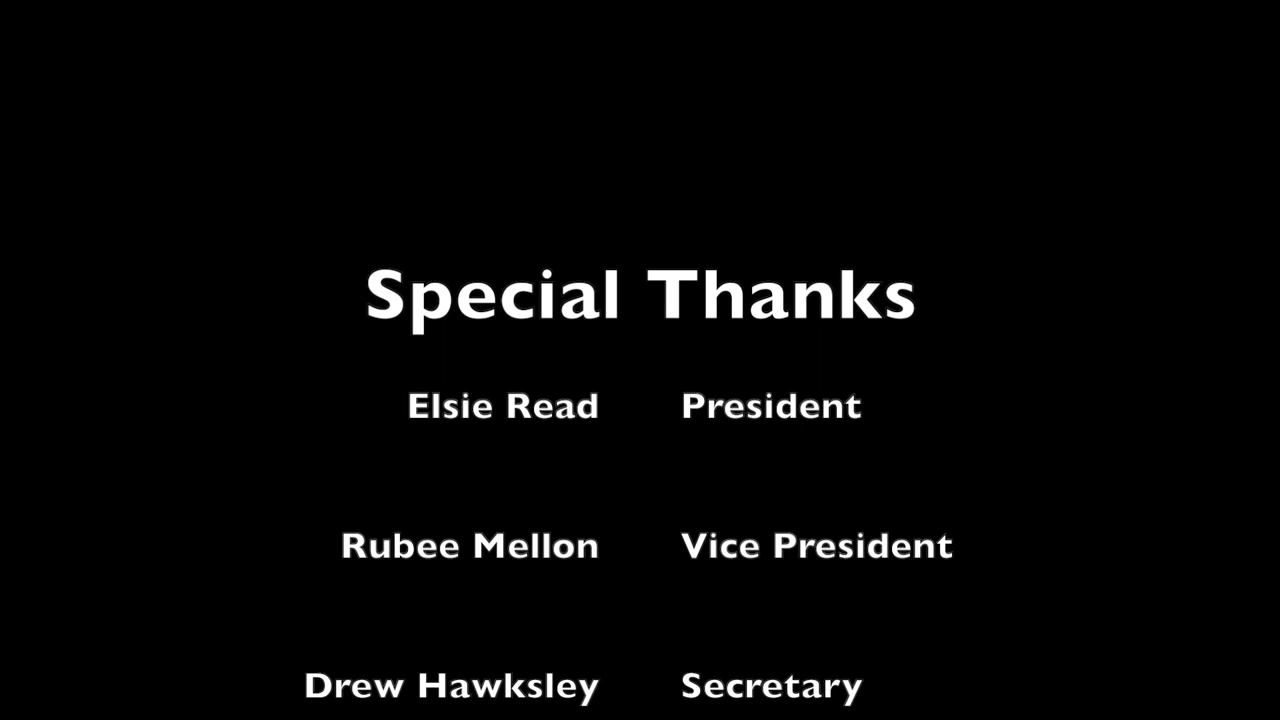 Special Thanks
Elsie Read President
Rubee Mellon Vice President
Drew Hawksley Secretary